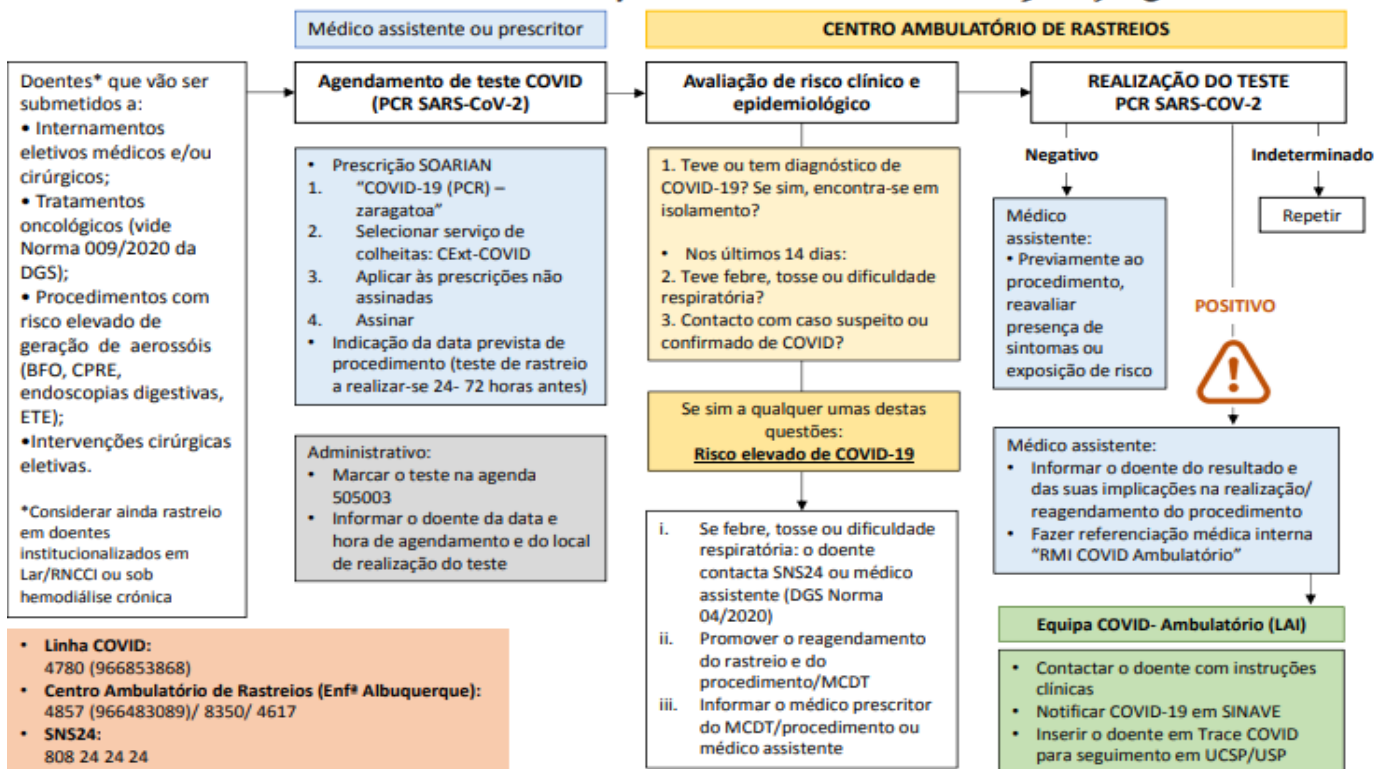 Médico assistente ou prescritor
CENTRO AMBULATÓRIO DE RASTREIOS
Doentes* que vão ser
submetidos a:
• Internamentos
eletivos médicos e/ou
cirúrgicos;
• Tratamentos
oncológicos (vide
Norma 009/2020 da
DGS);
• Procedimentos com
risco elevado de
geração de aerossóis
(BFO, CPRE,
endoscopias digestivas,
ETE);
•Intervenções cirúrgicas
eletivas.
*Considerar ainda rastreio
em doentes
institucionalizados em
Lar/RNCCI ou sob
hemodiálise crónica
Agendamento de teste COVID
(PCR SARS-CoV-2)
• Prescrição SOARIAN
1. "COVID-19 (PCR) –
zaragatoa"
2. Selecionar serviço de
colheitas: CExt-COVID
3. Aplicar às prescrições não
assinadas
4. Assinar
• Indicação da data prevista de
procedimento (teste de rastreio
a realizar-se 24- 72 horas antes)
Administrativo:
• Marcar o teste na agenda
505003
• Informar o doente da data e
hora de agendamento e do local
de realização do teste
Avaliação de risco clínico e
epidemiológico
1. Teve ou tem diagnóstico de
COVID-19? Se sim, encontra-se em
isolamento?
• Nos últimos 14 dias:
2. Teve febre, tosse ou dificuldade
respiratória?
3. Contacto com caso suspeito ou
confirmado de COVID?
Se sim a qualquer umas destas
questões:
Risco elevado de COVID-19
i. Se febre, tosse ou dificuldade
respiratória: o doente
contacta SNS24 ou médico
assistente (DGS Norma
04/2020)
ii. Promover o reagendamento
do rastreio e do
procedimento/MCDT
iii. Informar o médico prescritor
do MCDT/procedimento ou
médico assistente
REALIZAÇÃO DO TESTE
PCR SARS-COV-2
Negativo
Indeterminado
Médico
assistente:
• Previamente ao
procedimento,
reavaliar
presença de
sintomas ou
exposição de risco
Repetir
POSITIVO
!
Médico assistente:
• Informar o doente do resultado e
das suas implicações na realização/
reagendamento do procedimento
• Fazer referenciação médica interna
"RMI COVID Ambulatório"
Equipa COVID- Ambulatório (LAI)
• Contactar o doente com instruções
clínicas
• Notificar COVID-19 em SINAVE
• Inserir o doente em Trace COVID
para seguimento em UCSP/USP
• Linha COVID:
4780 (966853868)
• Centro Ambulatório de Rastreios (Enfª Albuquerque):
4857 (966483089)/ 8350/ 4617
• SNS24:
808 24 24 24